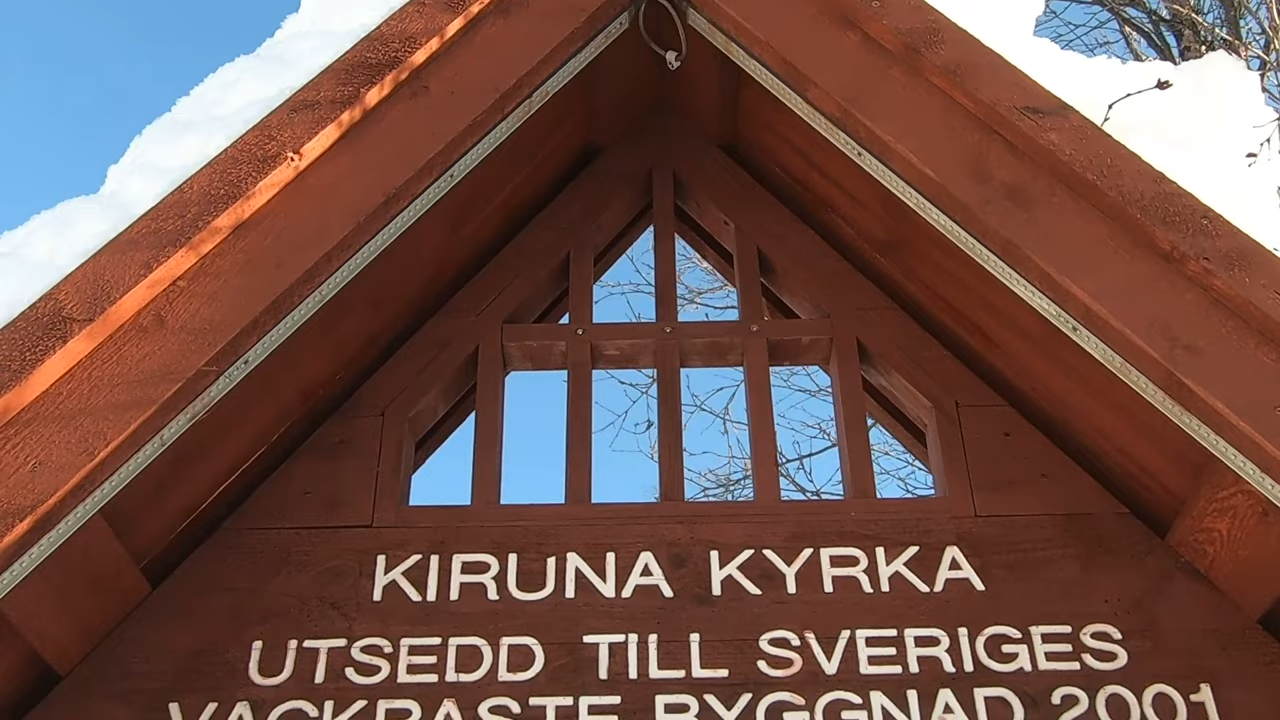 KIRUNA KYRKA
UTSEDD TILL SVERIGES
VACKRASTE BYGGNAD 2001